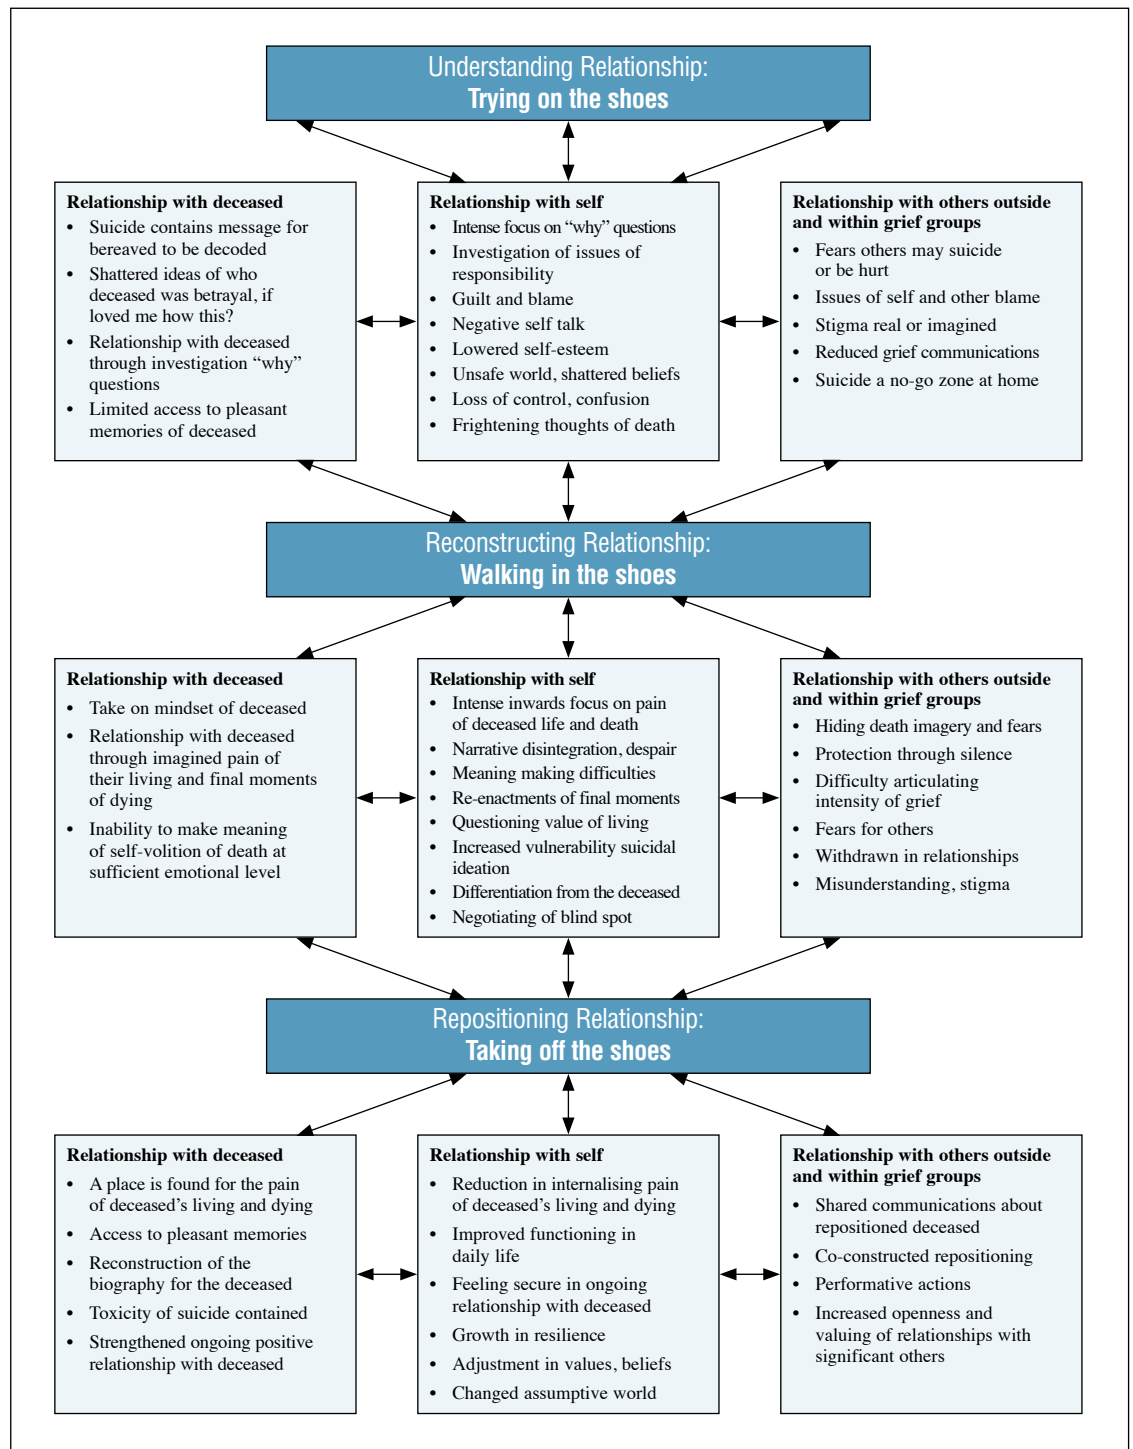 Understanding Relationship:
Trying on the shoes
Relationship with deceased
• Suicide contains message for
bereaved to be decoded
• Shattered ideas of who
deceased was betrayal, if
loved me how this?
• Relationship with deceased
through investigation “why”
questions
• Limited access to pleasant
memories of deceased
Relationship with self
• Intense focus on “why” questions
• Investigation of issues of
responsibility
• Guilt and blame
• Negative self talk
• Lowered self-esteem
• Unsafe world, shattered beliefs
• Loss of control, confusion
• Frightening thoughts of death
Relationship with others outside
and within grief groups
• Fears others may suicide
or be hurt
• Issues of self and other blame
• Stigma real or imagined
• Reduced grief communications
• Suicide a no-go zone at home
Reconstructing Relationship:
Walking in the shoes
Relationship with deceased
• Take on mindset of deceased
• Relationship with deceased
through imagined pain of
their living and final moments
of dying
• Inability to make meaning
of self-volition of death at
sufficient emotional level
Relationship with self
• Intense inwards focus on pain
of deceased life and death
• Narrative disintegration, despair
• Meaning making difficulties
• Re-enactments of final moments
• Questioning value of living
• Increased vulnerability suicidal
ideation
• Differentiation from the deceased
• Negotiating of blind spot
Relationship with others outside
and within grief groups
• Hiding death imagery and fears
• Protection through silence
• Difficulty articulating
intensity of grief
• Fears for others
• Withdrawn in relationships
• Misunderstanding, stigma
Repositioning Relationship:
Taking off the shoes
Relationship with deceased
• A place is found for the pain
of deceased’s living and dying
• Access to pleasant memories
• Reconstruction of the
biography for the deceased
• Toxicity of suicide contained
• Strengthened ongoing positive
relationship with deceased
Relationship with self
• Reduction in internalising pain
of deceased’s living and dying
• Improved functioning in
daily life
• Feeling secure in ongoing
relationship with deceased
• Growth in resilience
• Adjustment in values, beliefs
• Changed assumptive world
Relationship with others outside
and within grief groups
• Shared communications about
repositioned deceased
• Co-constructed repositioning
• Performative actions
• Increased openness and
valuing of relationships with
significant others